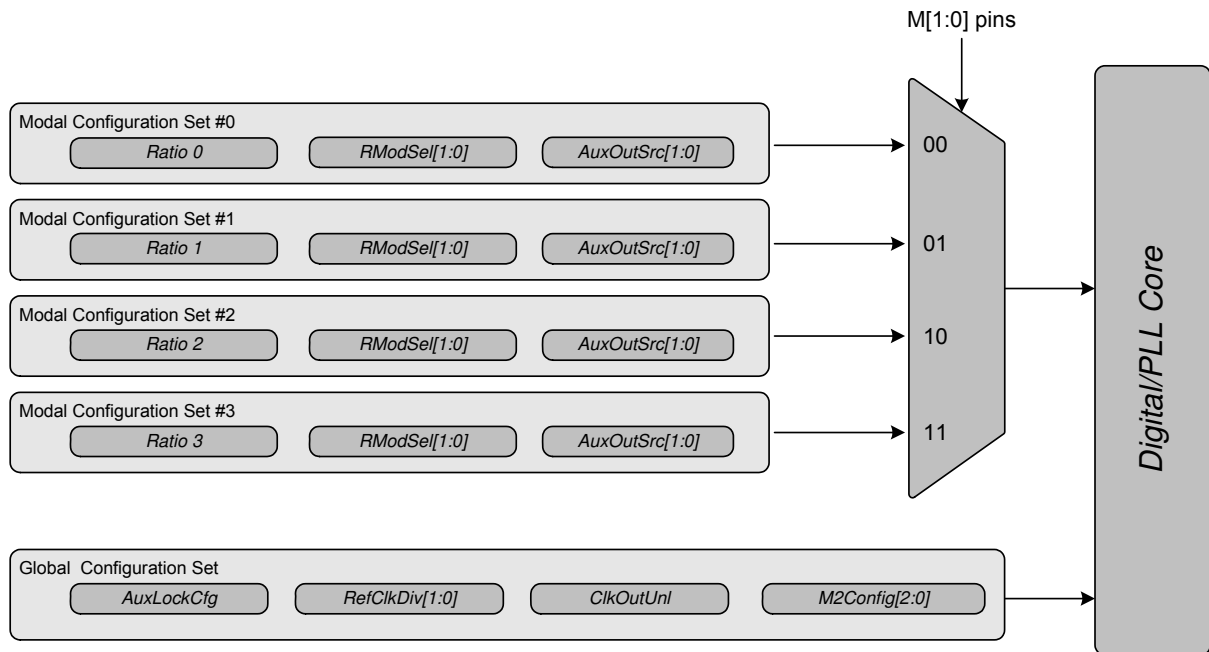 M[1:0] pins
Modal Configuration Set #0
Ratio 0 RModSel[1:0] AuxOutSrc[1:0]
00
Modal Configuration Set #1
Ratio 1 RModSel[1:0] AuxOutSrc[1:0]
01
Modal Configuration Set #2
Ratio 2 RModSel[1:0] AuxOutSrc[1:0]
10
Modal Configuration Set #3
Ratio 3 RModSel[1:0] AuxOutSrc[1:0]
11
Digital/PLL Core
Global Configuration Set
AuxLockCfg RefClkDiv[1:0] ClkOutUnl M2Config[2:0]